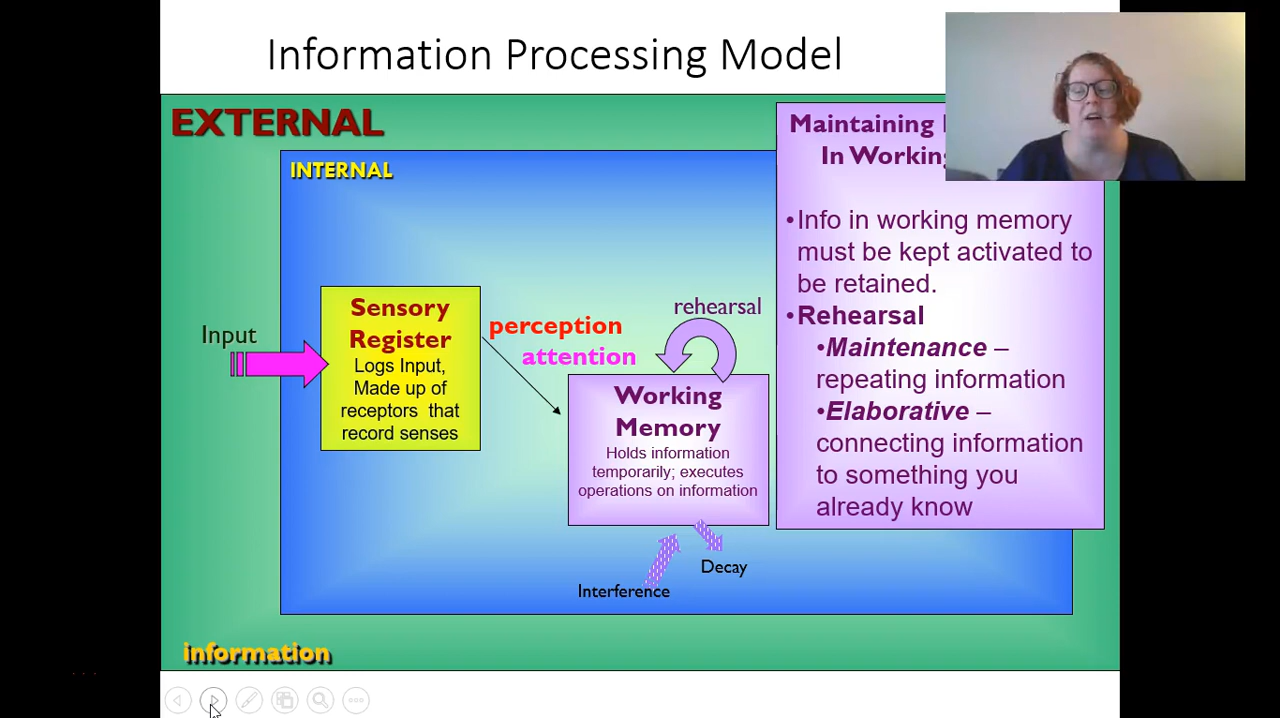 Information Processing Model
EXTERNAL
INTERNAL
Input
Sensory
Register
Logs Input,
Made up of
receptors that
record senses
perception
attention
rehearsal
Working
Memory
Holds information
temporarily; executes
operations on information
Interference
Decay
Maintaining
In Working
•Info in working memory
must be kept activated to
be retained.
•Rehearsal
•Maintenance –
repeating information
•Elaborative –
connecting information
to something you
already know
information